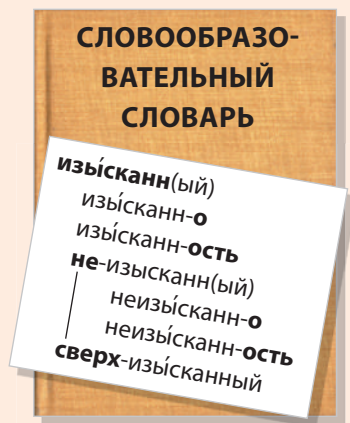 СЛОВООБРАЗО-
ВАТЕЛЬНЫЙ
СЛОВАРЬ
изы́сканн(ый)
изы́сканн-о
изы́сканн-ость
не-изысканн(ый)
неизы́сканн-о
неизы́сканн-ость
сверх-изы́сканный